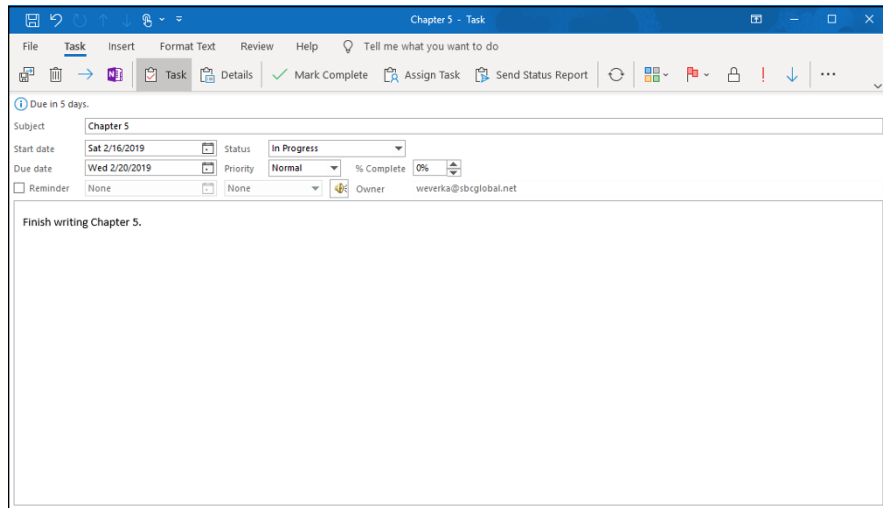 Chapter 5 - Task
File Task Insert Format Text Review Help Tell me what you want to do
Task Details Mark Complete Assign Task Send Status Report ...
Due in 5 days.
Subject Chapter 5
Start date Sat 2/16/2019 Status In Progress
Due date Wed 2/20/2019 Priority Normal % Complete 0%
Reminder None None Owner weverka@sbcglobal.net
Finish writing Chapter 5.